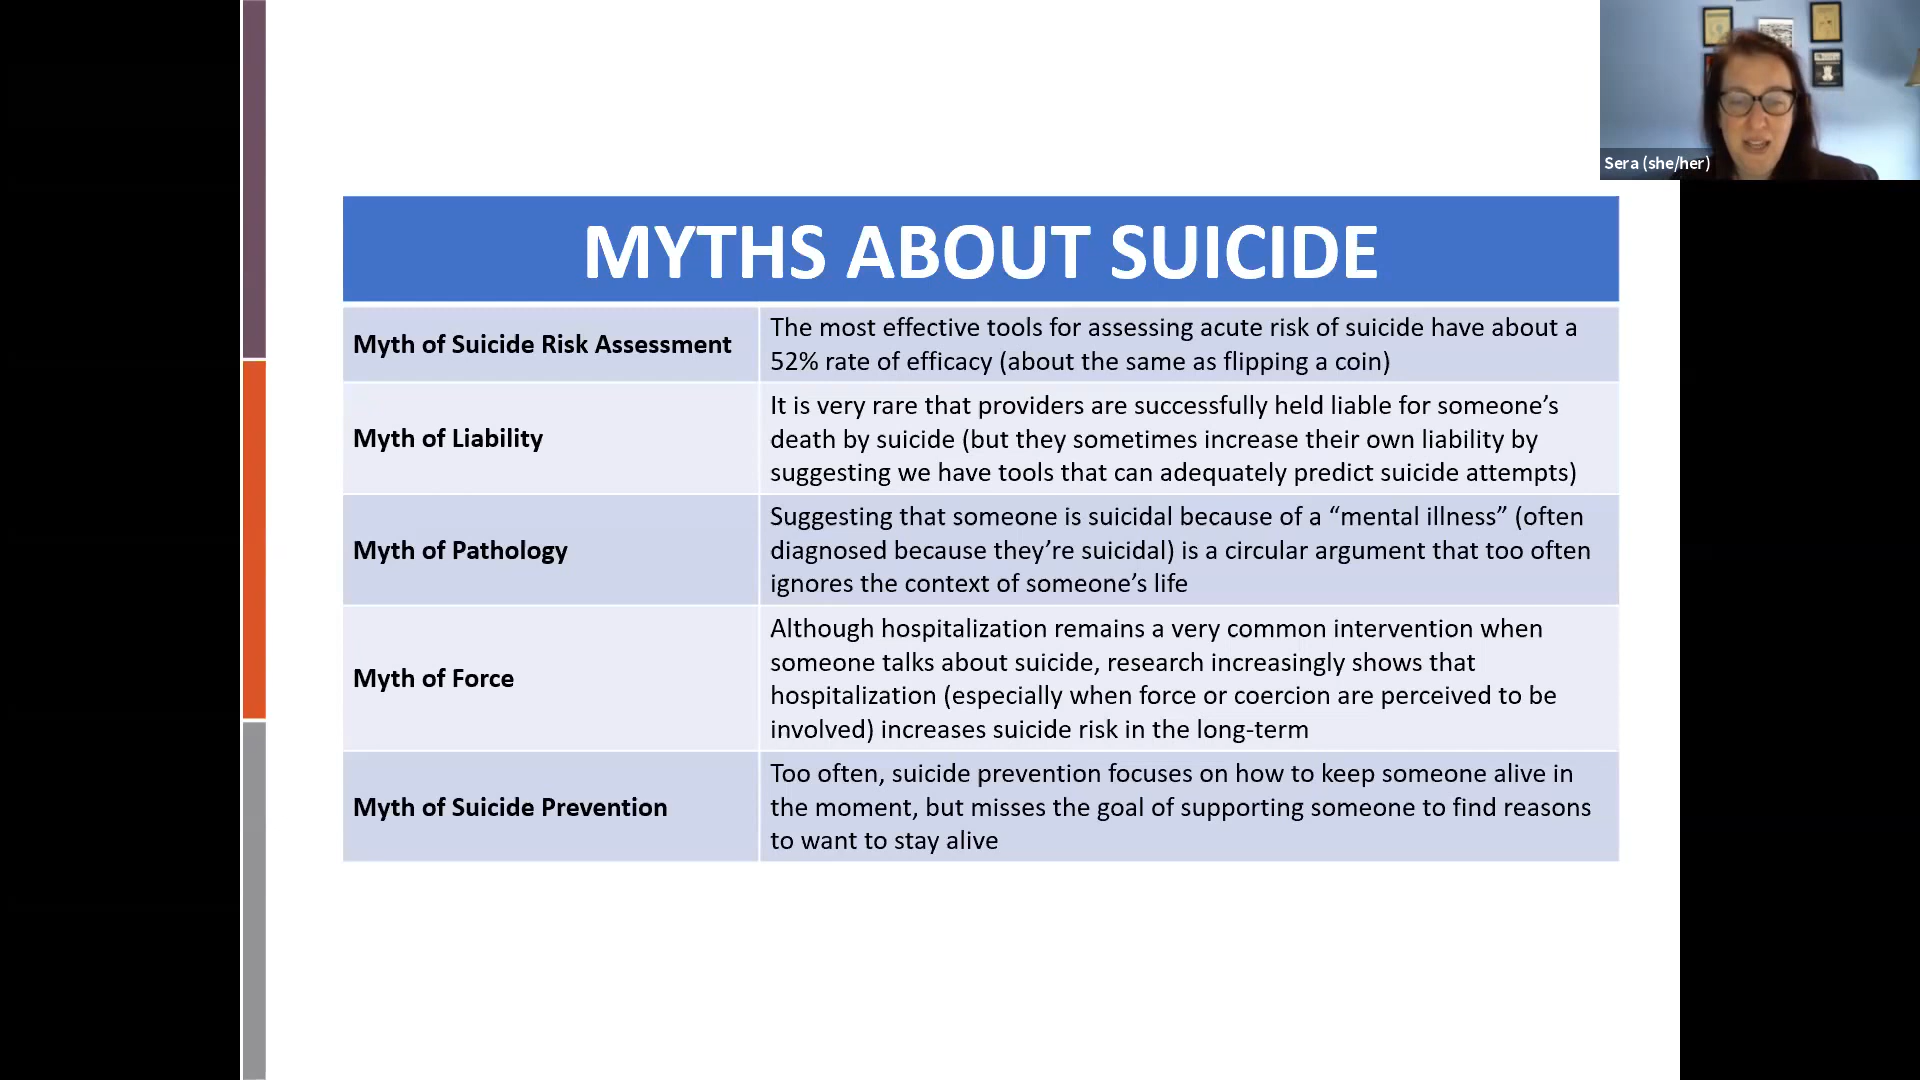 Sera (she/her)
MYTHS ABOUT SUICIDE
Myth of Suicide Risk Assessment
The most effective tools for assessing acute risk of suicide have about a
52% rate of efficacy (about the same as flipping a coin)
Myth of Liability
It is very rare that providers are successfully held liable for someone’s
death by suicide (but they sometimes increase their own liability by
suggesting we have tools that can adequately predict suicide attempts)
Myth of Pathology
Suggesting that someone is suicidal because of a “mental illness” (often
diagnosed because they’re suicidal) is a circular argument that too often
ignores the context of someone’s life
Myth of Force
Although hospitalization remains a very common intervention when
someone talks about suicide, research increasingly shows that
hospitalization (especially when force or coercion are perceived to be
involved) increases suicide risk in the long-term
Myth of Suicide Prevention
Too often, suicide prevention focuses on how to keep someone alive in
the moment, but misses the goal of supporting someone to find reasons
to want to stay alive